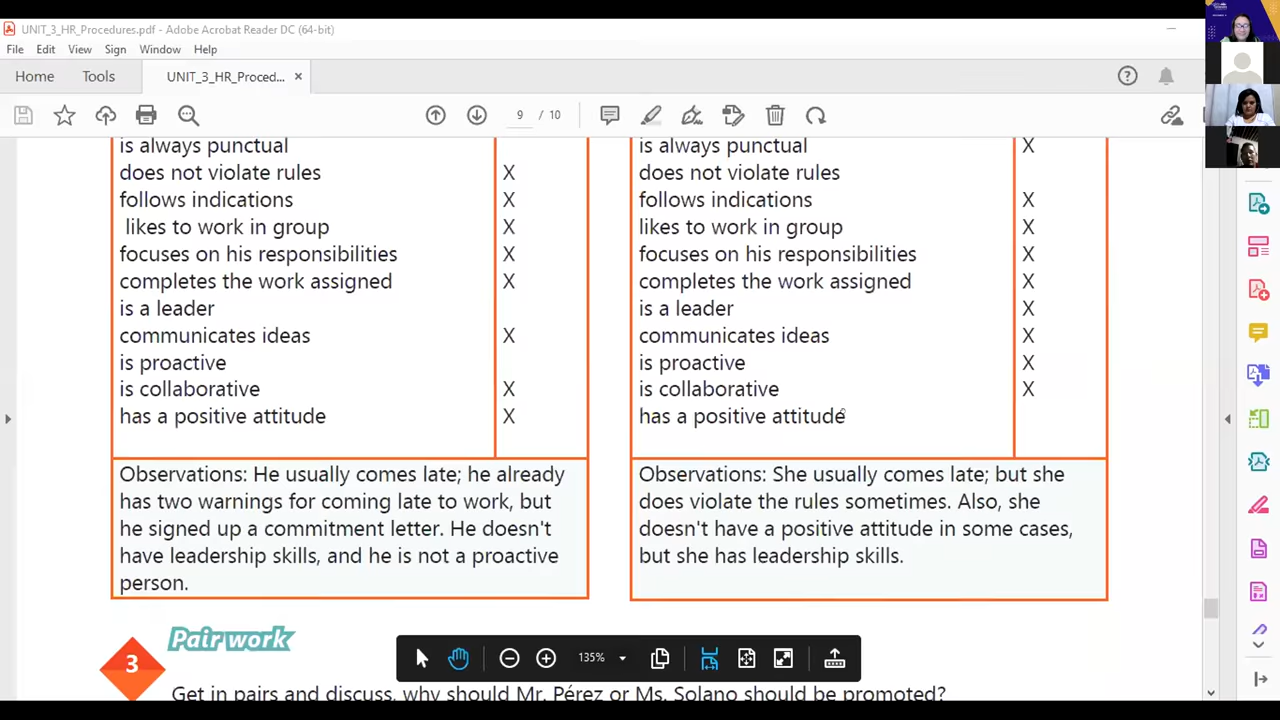 UNIT_3_HR_Procedures.pdf - Adobe Acrobat Reader DC (64-bit)
File Edit View Sign Window Help
Home Tools UNIT_3_HR_Proced... ×
9 / 10
is always punctual
does not violate rules X
follows indications X
likes to work in group X
focuses on his responsibilities X
completes the work assigned X
is a leader
communicates ideas X
is proactive
is collaborative X
has a positive attitude X
Observations: He usually comes late; he already
has two warnings for coming late to work, but
he signed up a commitment letter. He doesn't
have leadership skills, and he is not a proactive
person.
is always punctual X
does not violate rules
follows indications X
likes to work in group X
focuses on his responsibilities X
completes the work assigned X
is a leader X
communicates ideas X
is proactive X
is collaborative X
has a positive attitude
Observations: She usually comes late; but she
does violate the rules sometimes. Also, she
doesn't have a positive attitude in some cases,
but she has leadership skills.
Pair work
3
Get in pairs and discuss, why should Mr. Pérez or Ms. Solano should be promoted?
135%